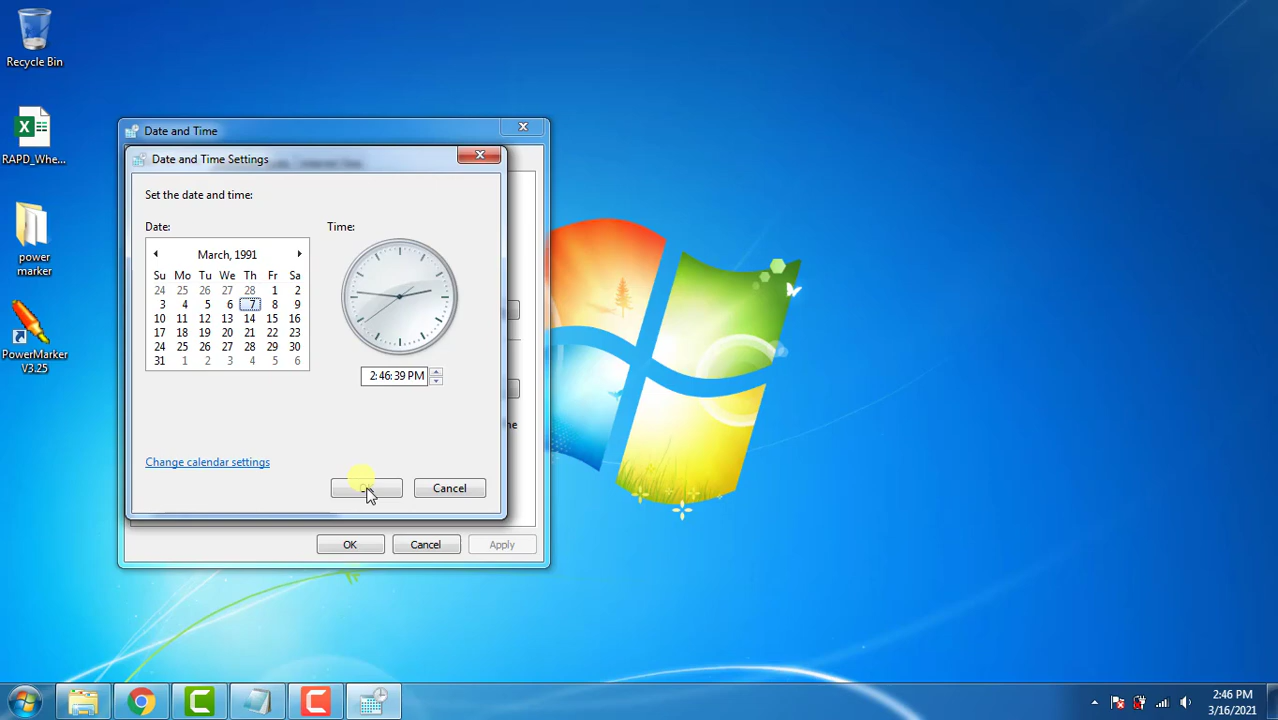 Recycle Bin
RAPD_Whe...
power
marker
PowerMarker
V3.25
Date and Time
Date and Time Settings
Set the date and time:
Date:
Time:
March, 1991
Su Mo Tu We Th Fr Sa
24 25 26 27 28 1 2
3 4 5 6 7 8 9
10 11 12 13 14 15 16
17 18 19 20 21 22 23
24 25 26 27 28 29 30
31 1 2 3 4 5 6
2:46:39 PM
Change calendar settings
Cancel
OK Cancel Apply
2:46 PM
3/16/2021